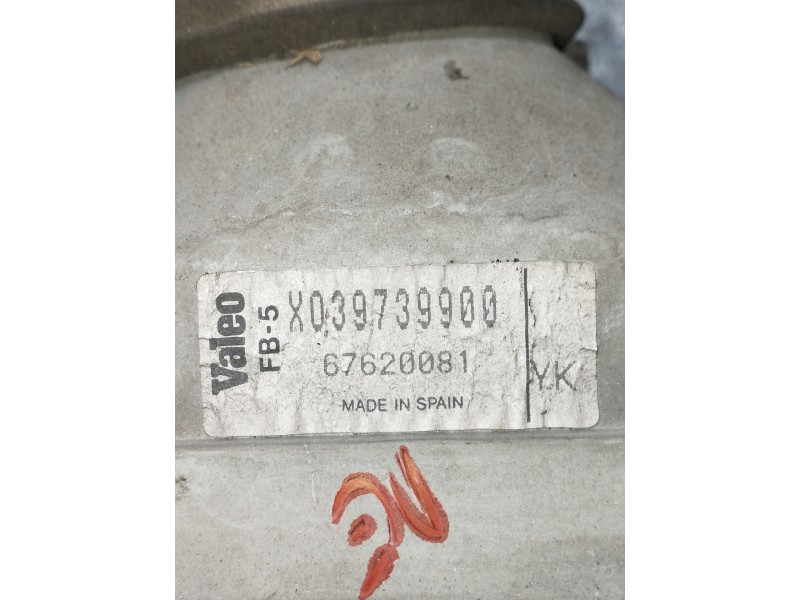 Valeo
FB-5
X039739900
67620081
MADE IN SPAIN
YK